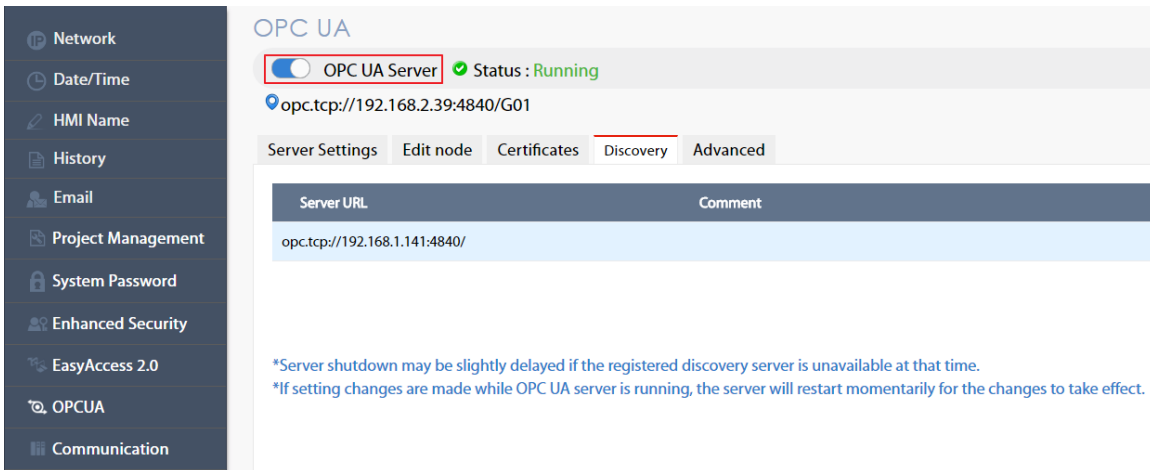 Network
Date/Time
HMI Name
History
Email
Project Management
System Password
Enhanced Security
EasyAccess 2.0
OPCUA
Communication
OPC UA
OPC UA Server Status : Running
opc.tcp://192.168.2.39:4840/G01
Server Settings Edit node Certificates Discovery Advanced
Server URL Comment
opc.tcp://192.168.1.141:4840/
*Server shutdown may be slightly delayed if the registered discovery server is unavailable at that time.
*If setting changes are made while OPC UA server is running, the server will restart momentarily for the changes to take effect.